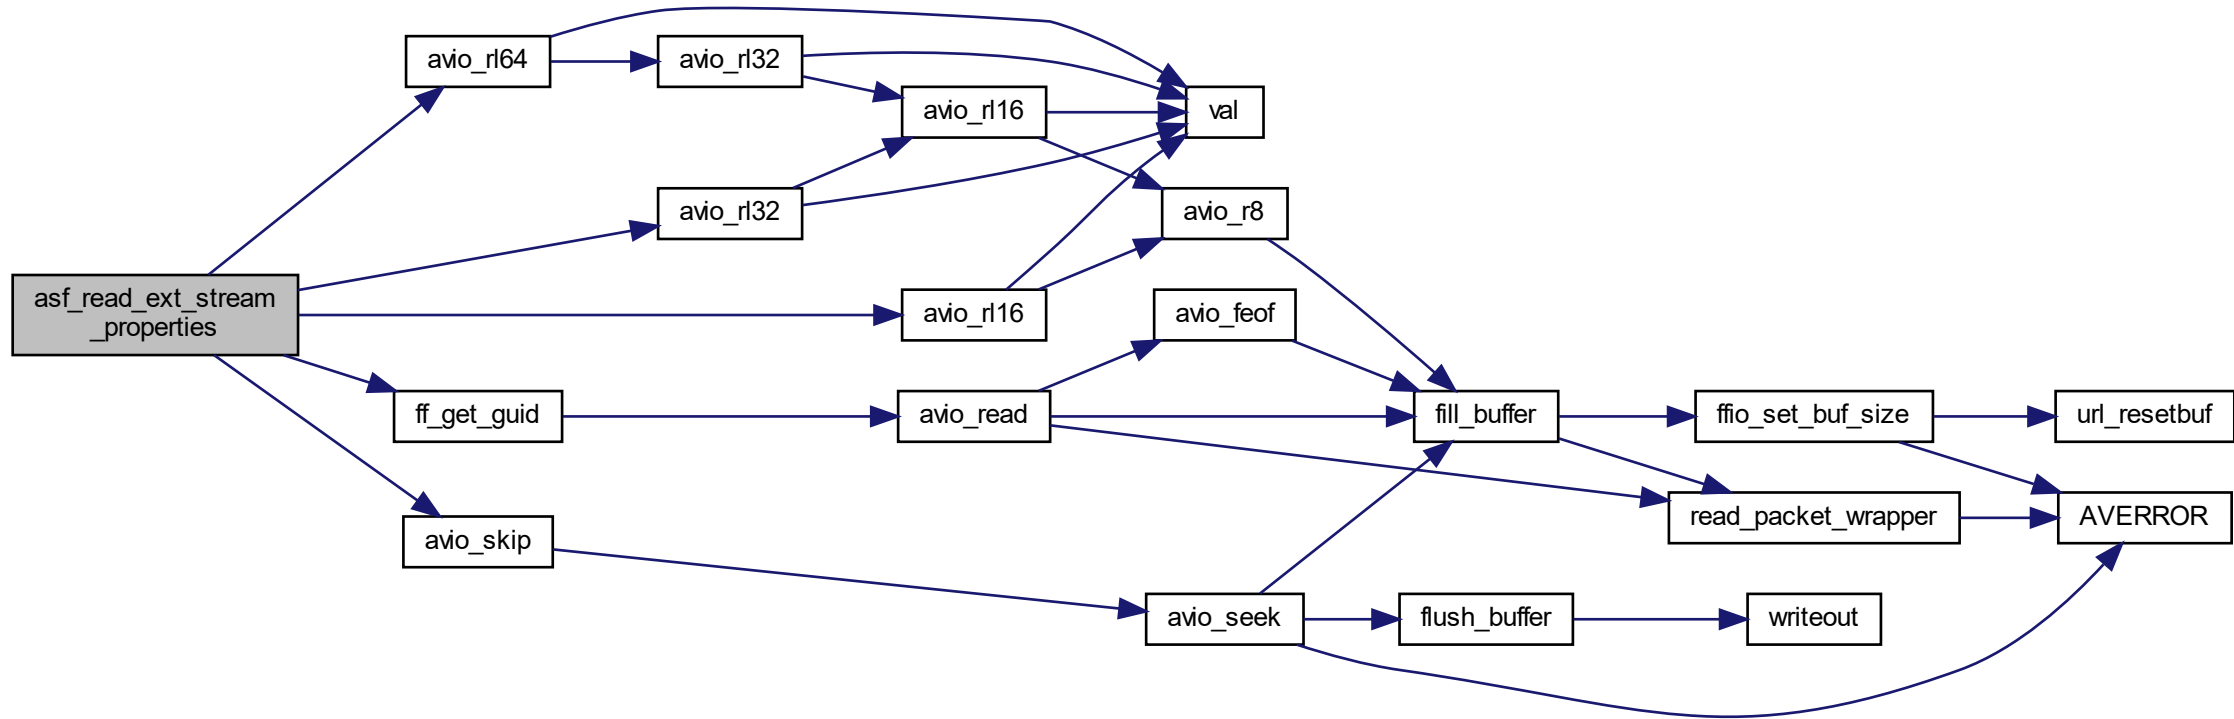 avio_rl64
avio_rl32
avio_rl16
val
avio_rl32
avio_r8
asf_read_ext_stream
_properties
avio_rl16
avio_feof
ff_get_guid
avio_read
fill_buffer
ffio_set_buf_size
url_resetbuf
avio_skip
read_packet_wrapper
AVERROR
avio_seek
flush_buffer
writeout